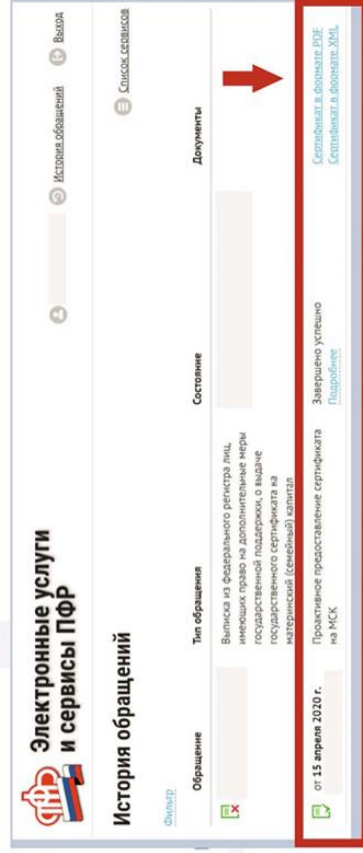 Электронные услуги
и сервисы ПФР
История обращений
Выход
История обращений
Список сервисов
Фильтр
Обращение
Тип обращения
Состояние
Документы
Выписка из федерального регистра лиц,
имеющих право на дополнительные меры
государственной поддержки, о выдаче
государственного сертификата на
материнский (семейный) капитал
от 15 апреля 2020 г.
Проактивное предоставление сертификата
на МСК
Завершено успешно
Подробнее
Сертификат в формате PDF
Сертификат в формате XML